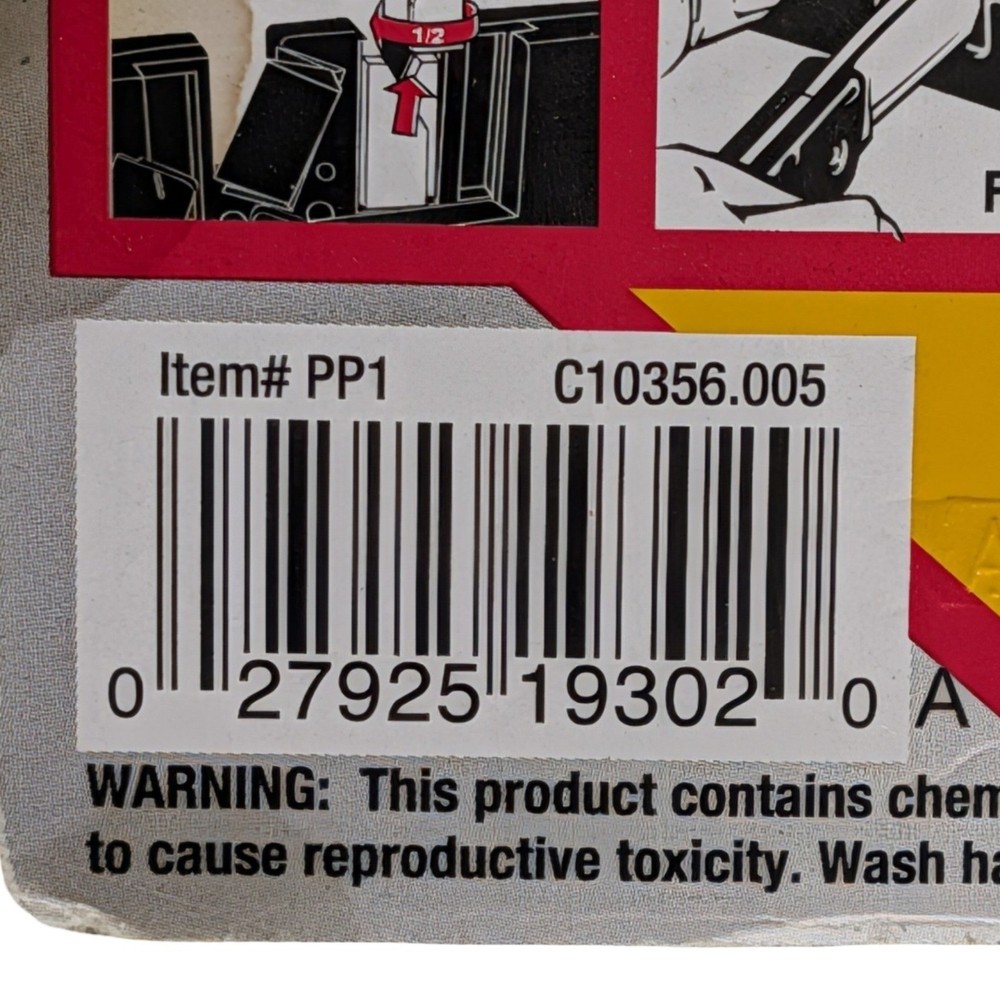 1/2
F
Item# PP1 C10356.005
0 27925 19302 0 A
WARNING: This product contains chem
to cause reproductive toxicity. Wash ha